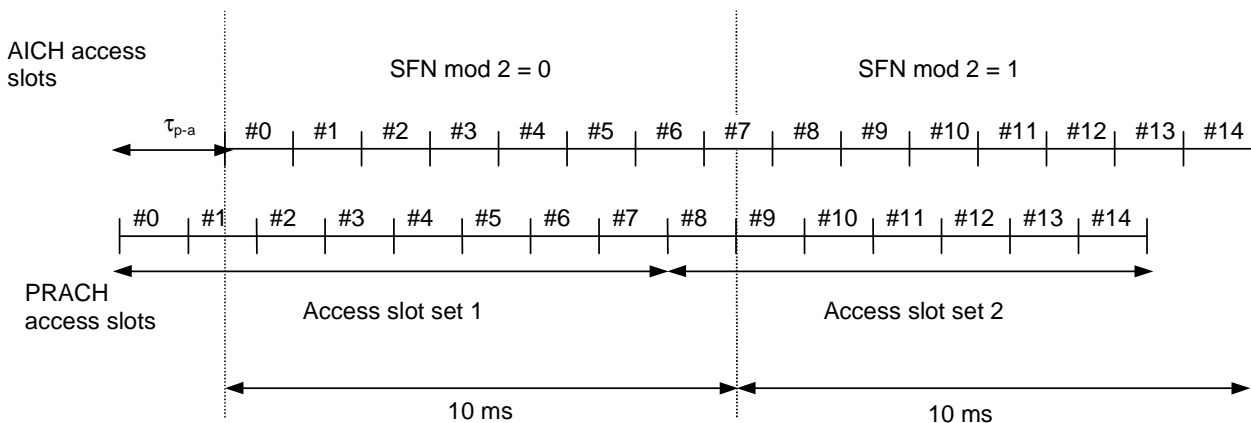 AICH access
slots
SFN mod 2 = 0
SFN mod 2 = 1
τp-a
#0 #1 #2 #3 #4 #5 #6 #7 #8 #9 #10 #11 #12 #13 #14
#0 #1 #2 #3 #4 #5 #6 #7 #8 #9 #10 #11 #12 #13 #14
PRACH
access slots
Access slot set 1
Access slot set 2
10 ms
10 ms